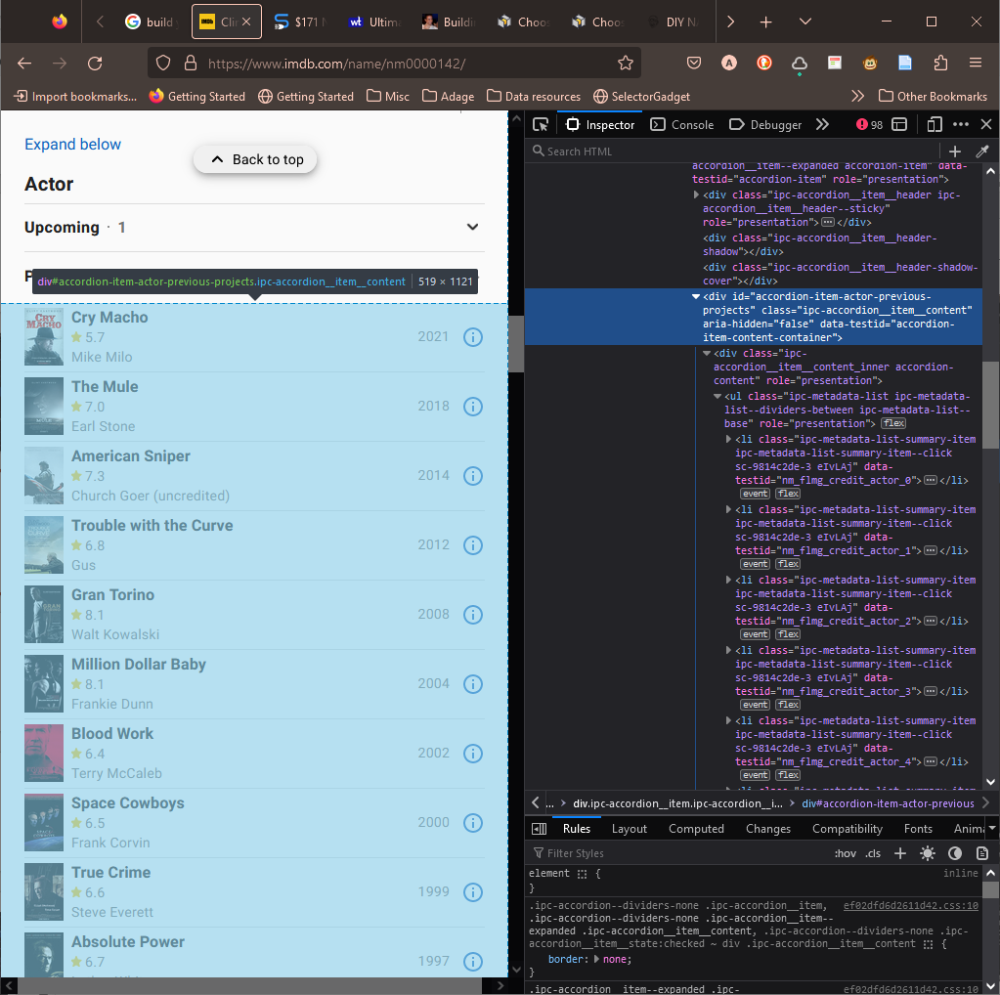 build
Cli
$171
Ultima
Buildi
Choos
Choos
DIY N
https://www.imdb.com/name/nm0000142/
Import bookmarks...
Getting Started
Getting Started
Misc
Adage
Data resources
SelectorGadget
Other Bookmarks
Expand below
Back to top
Actor
Upcoming · 1
div#accordion-item-actor-previous-projects.ipc-accordion__item__content | 519 × 1121
Cry Macho
5.7
Mike Milo
2021
The Mule
7.0
Earl Stone
2018
American Sniper
7.3
Church Goer (uncredited)
2014
Trouble with the Curve
6.8
Gus
2012
Gran Torino
8.1
Walt Kowalski
2008
Million Dollar Baby
8.1
Frankie Dunn
2004
Blood Work
6.4
Terry McCaleb
2002
Space Cowboys
6.5
Frank Corvin
2000
True Crime
6.6
Steve Everett
1999
Absolute Power
6.7
1997
Inspector
Console
Debugger
98
Search HTML
accordion__item--expanded accordion-item" data-
testid="accordion-item" role="presentation">
<div class="ipc-accordion__item__header ipc-
accordion__item__header--sticky"
role="presentation"></div>
<div class="ipc-accordion__item__header-
shadow"></div>
<div class="ipc-accordion__item__header-shadow-
cover"></div>
<div id="accordion-item-actor-previous-
projects" class="ipc-accordion__item__content"
aria-hidden="false" data-testid="accordion-
item-content-container">
<div class="ipc-
accordion__item__content_inner accordion-
content" role="presentation">
<ul class="ipc-metadata-list ipc-metadata-
list--dividers-between ipc-metadata-list--
base" role="presentation"> flex
<li class="ipc-metadata-list-summary-item
ipc-metadata-list-summary-item--click
sc-9814c2de-3 eIvLAj" data-
testid="nm_flmg_credit_actor_0"></li>
event flex
<li class="ipc-metadata-list-summary-item
ipc-metadata-list-summary-item--click
sc-9814c2de-3 eIvLAj" data-
testid="nm_flmg_credit_actor_1"></li>
event flex
<li class="ipc-metadata-list-summary-item
ipc-metadata-list-summary-item--click
sc-9814c2de-3 eIvLAj" data-
testid="nm_flmg_credit_actor_2"></li>
event flex
<li class="ipc-metadata-list-summary-item
ipc-metadata-list-summary-item--click
sc-9814c2de-3 eIvLAj" data-
testid="nm_flmg_credit_actor_3"></li>
event flex
<li class="ipc-metadata-list-summary-item
ipc-metadata-list-summary-item--click
sc-9814c2de-3 eIvLAj" data-
testid="nm_flmg_credit_actor_4"></li>
event flex
... > div.ipc-accordion__item.ipc-accordion__i... > div#accordion-item-actor-previous
Rules
Layout
Computed
Changes
Compatibility
Fonts
Anima
Filter Styles
:hov .cls
element {
inline
}
.ipc-accordion--dividers-none .ipc-accordion__item,
ef02dfd6d2611d42.css:10
.ipc-accordion--dividers-none .ipc-accordion__item--
expanded .ipc-accordion__item__content, .ipc-accordion--dividers-none .ipc-
accordion__item__state:checked ~ div .ipc-accordion__item__content {
border: none;
}
.ipc-accordion__item--expanded .ipc-
ef02dfd6d2611d42.css:10